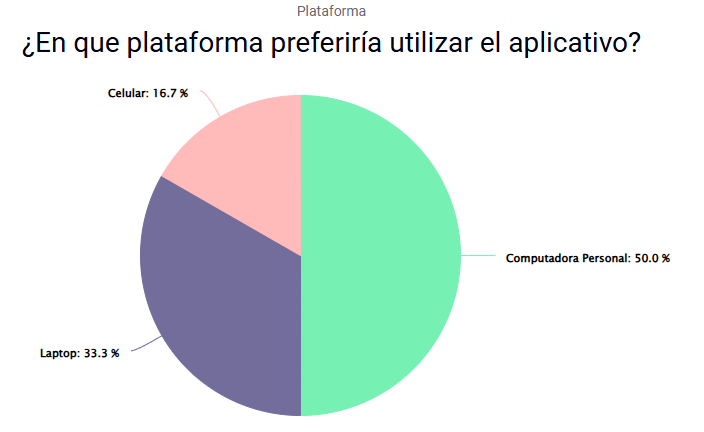 Plataforma
¿En que plataforma preferiría utilizar el aplicativo?
Celular: 16.7 %
Computadora Personal: 50.0 %
Laptop: 33.3 %